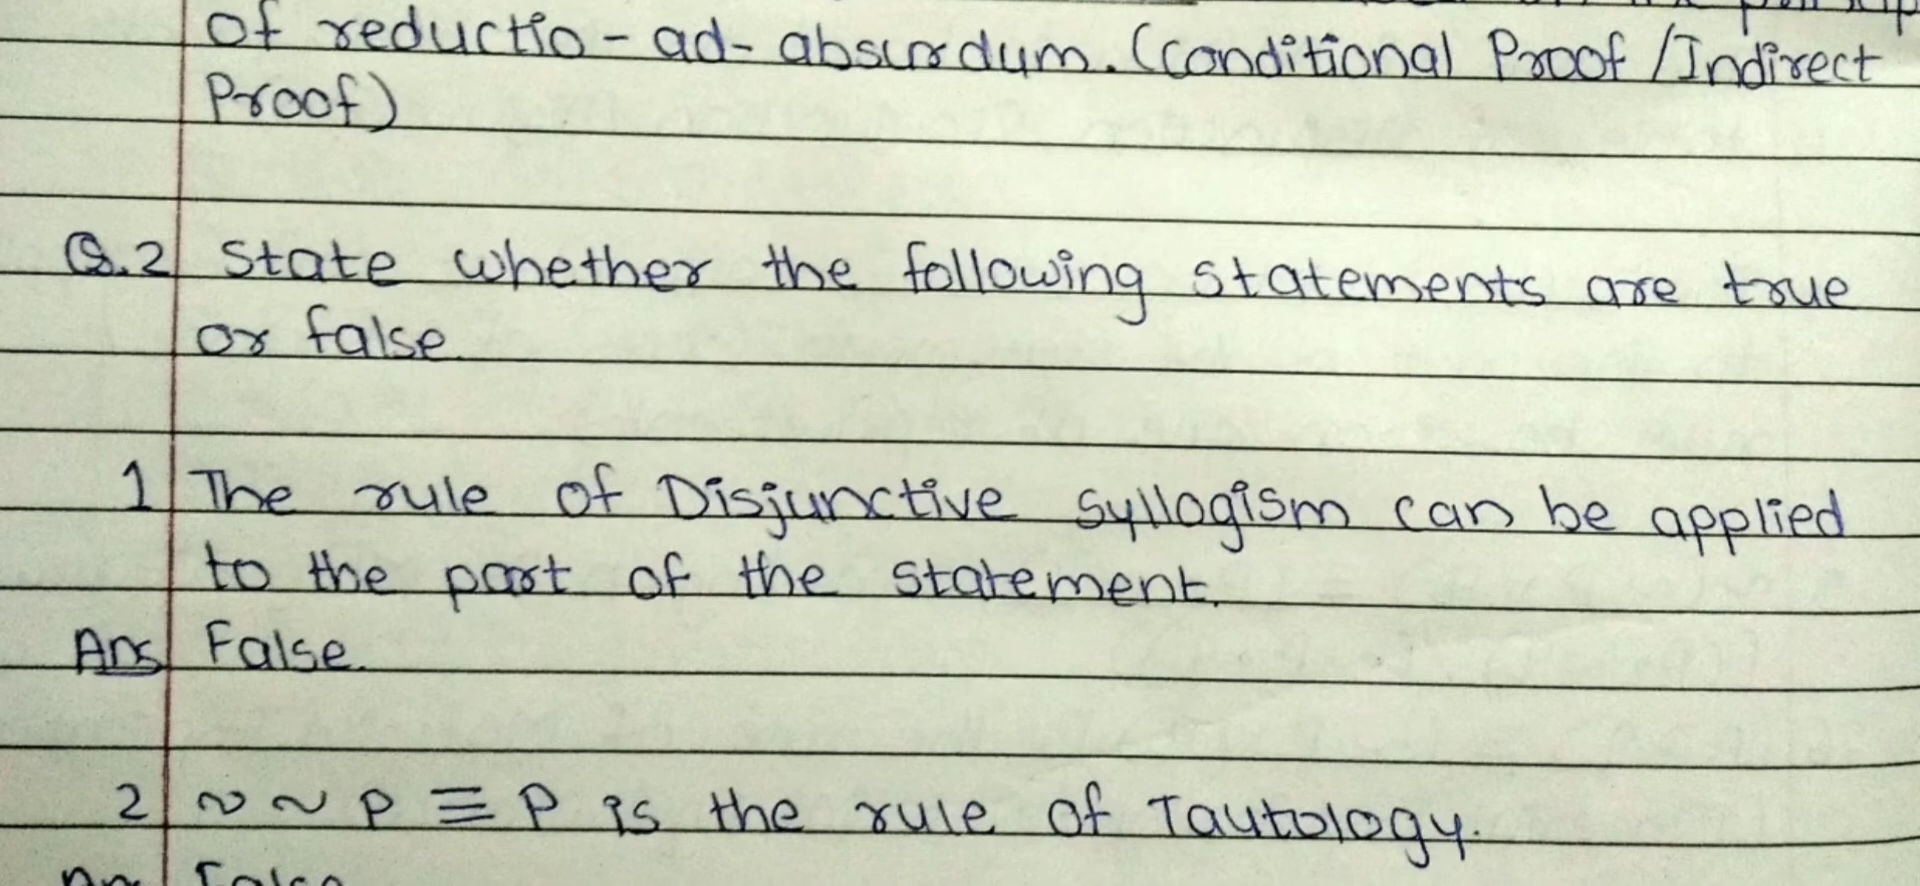 of reductio-ad-absurdum. (Conditional Proof/Indirect
Proof)
Q.2 State whether the following statements are true
or false.
1 The rule of Disjunctive Syllogism can be applied
to the part of the statement.
Ans False.
2 ~ ~ p ≡ p is the rule of Tautology.
Ans False